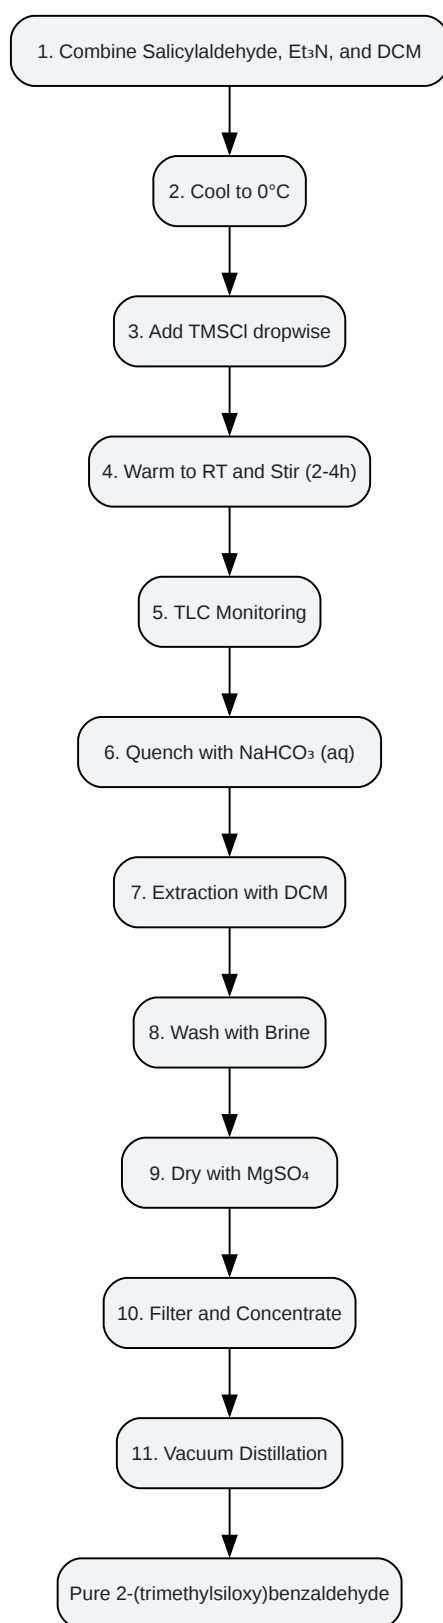 1. Combine Salicylaldehyde, Et₃N, and DCM
2. Cool to 0°C
3. Add TMSCl dropwise
4. Warm to RT and Stir (2-4h)
5. TLC Monitoring
6. Quench with NaHCO₃ (aq)
7. Extraction with DCM
8. Wash with Brine
9. Dry with MgSO₄
10. Filter and Concentrate
11. Vacuum Distillation
Pure 2-(trimethylsiloxy)benzaldehyde